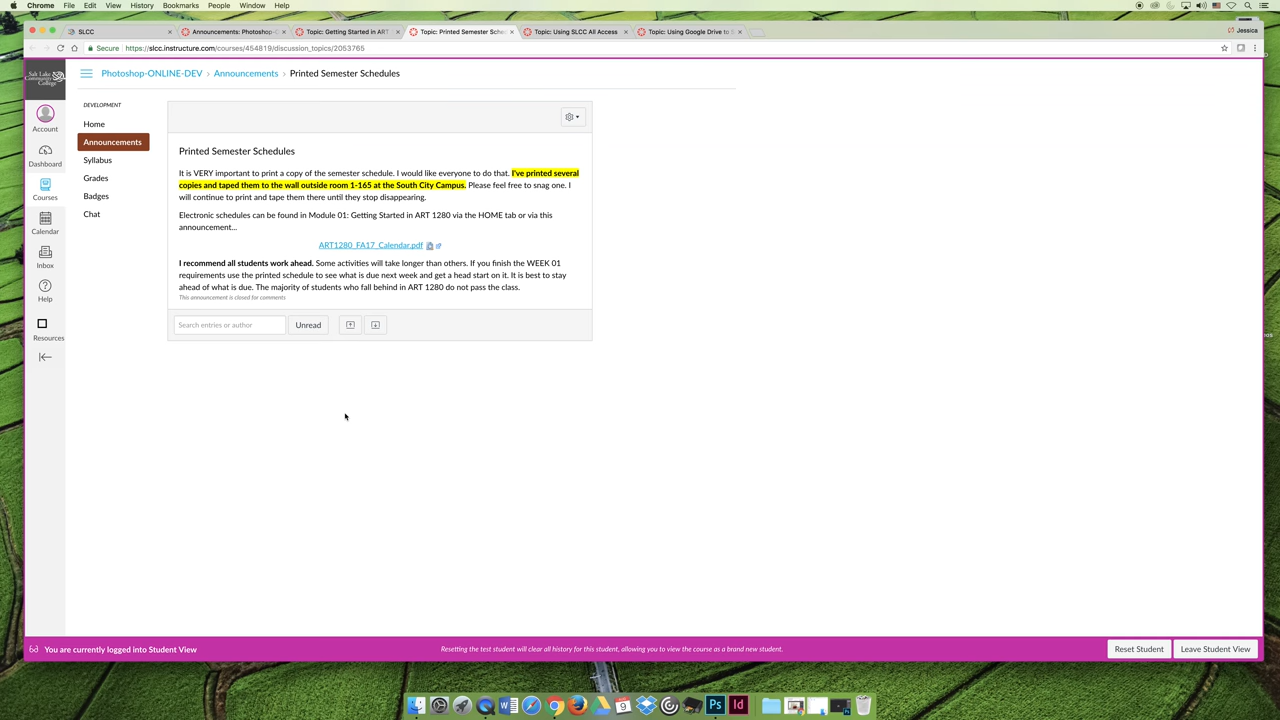 Chrome File Edit View History Bookmarks People Window Help
SLCC
Announcements: Photoshop-O
Topic: Getting Started in ART
Topic: Printed Semester Sche
Topic: Using SLCC All Access
Topic: Using Google Drive to S
Jessica
Secure https://slcc.instructure.com/courses/454819/discussion_topics/2053765
Salt Lake
Community
College
Photoshop-ONLINE-DEV › Announcements › Printed Semester Schedules
Account
Dashboard
Courses
Calendar
Inbox
Help
Resources
DEVELOPMENT
Home
Announcements
Syllabus
Grades
Badges
Chat
Printed Semester Schedules
It is VERY important to print a copy of the semester schedule. I would like everyone to do that. I've printed several
copies and taped them to the wall outside room 1-165 at the South City Campus. Please feel free to snag one. I
will continue to print and tape them there until they stop disappearing.
Electronic schedules can be found in Module 01: Getting Started in ART 1280 via the HOME tab or via this
announcement...
ART1280_FA17_Calendar.pdf
I recommend all students work ahead. Some activities will take longer than others. If you finish the WEEK 01
requirements use the printed schedule to see what is due next week and get a head start on it. It is best to stay
ahead of what is due. The majority of students who fall behind in ART 1280 do not pass the class.
This announcement is closed for comments
Search entries or author
Unread
You are currently logged into Student View
Resetting the test student will clear all history for this student, allowing you to view the course as a brand new student.
Reset Student
Leave Student View
W
9
Ps
Id